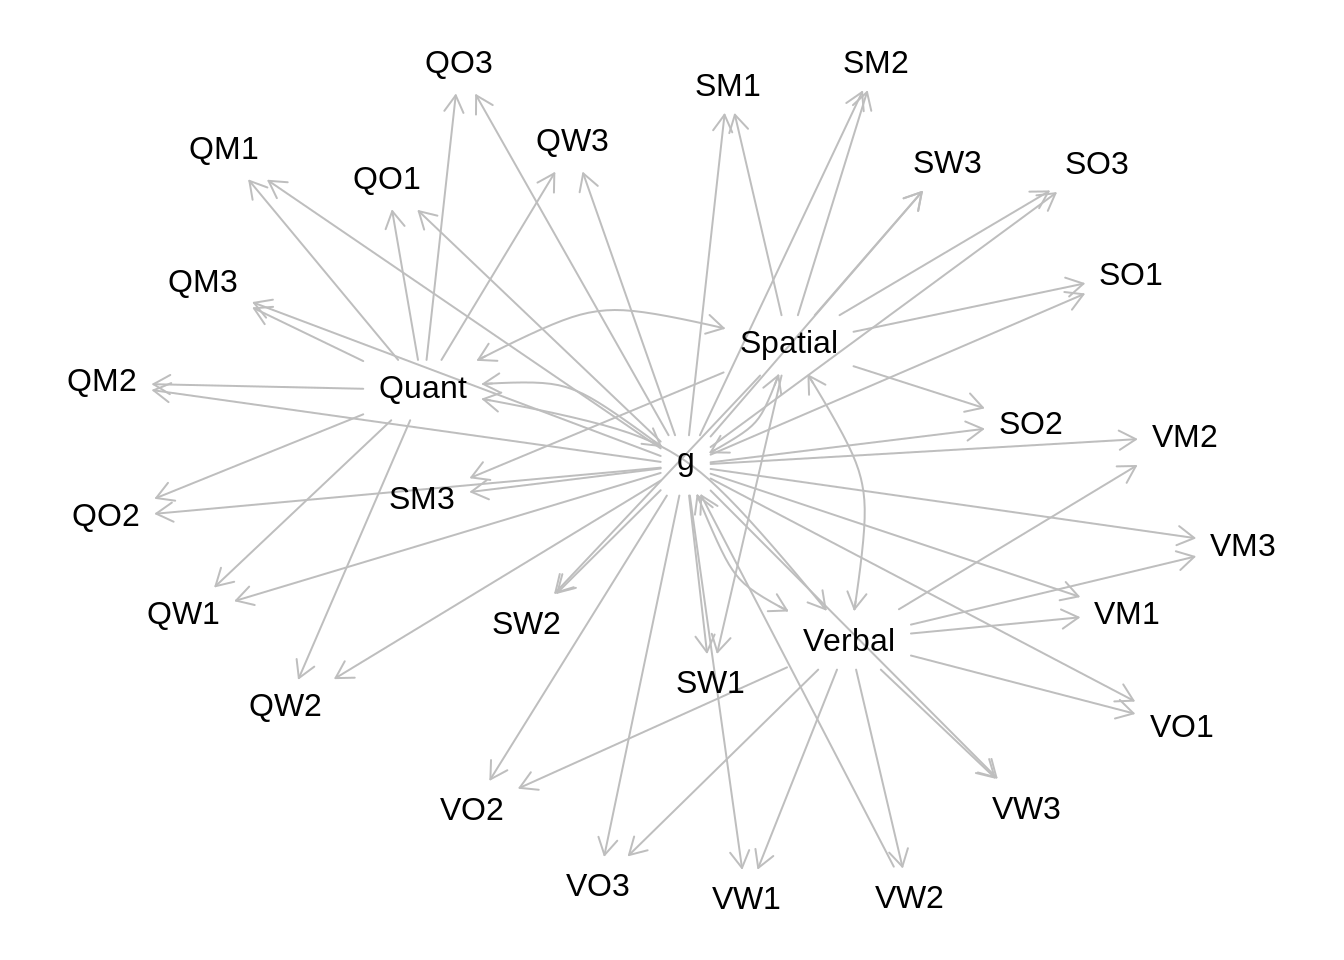 QO3
SM2
SM1
QM1
QW3
QO1
SW3
SO3
QM3
SO1
Spatial
QM2
Quant
SO2
VM2
g
SM3
QO2
VM3
QW1
SW2
VM1
Verbal
SW1
QW2
VO1
VO2
VW3
VO3
VW1
VW2